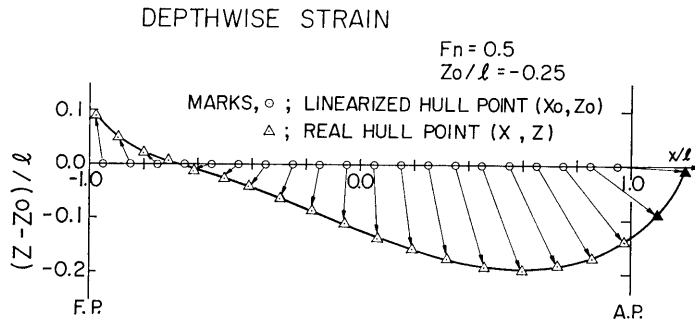 DEPTHWISE STRAIN
Fn = 0.5
Zo/ℓ = -0.25
MARKS, ○ ; LINEARIZED HULL POINT (Xo, Zo)
△ ; REAL HULL POINT (X, Z)
(Z - Zo) / ℓ
0.1
0.0
-0.1
-0.2
-1.0
0.0
1.0
X/ℓ
F.P.
A.P.